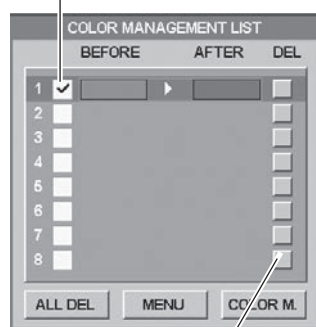 COLOR MANAGEMENT LIST
BEFORE AFTER DEL
1
2
3
4
5
6
7
8
ALL DEL MENU COLOR M.